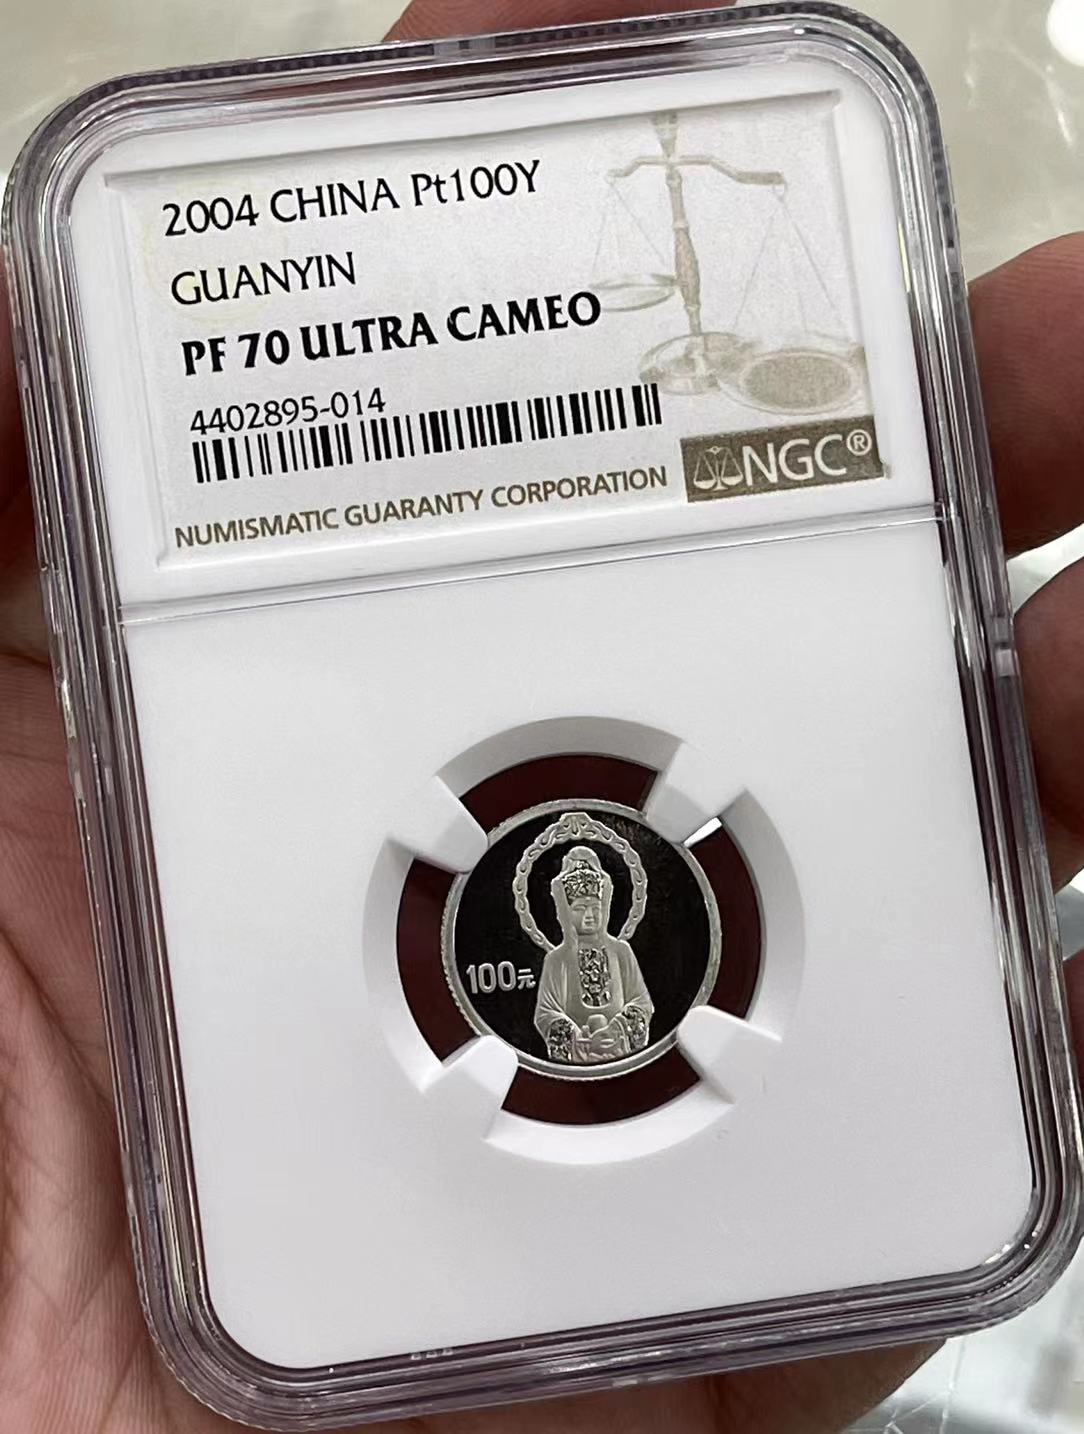 2004 CHINA Pt100Y
GUANYIN
PF 70 ULTRA CAMEO
4402895-014
NGC®
NUMISMATIC GUARANTY CORPORATION
100元